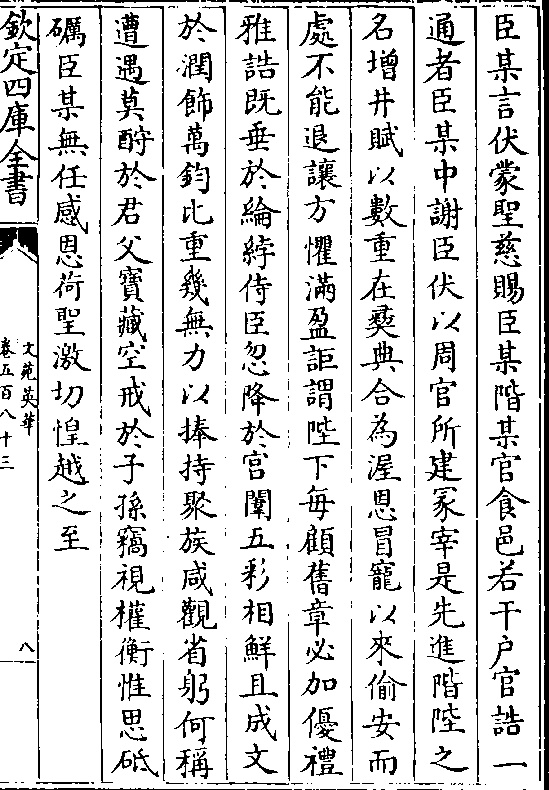 臣某言伏蒙聖慈賜臣某階某官食邑若干户官誥一
通者臣某中謝臣伏以周官所建冢宰是先進階陞之
名增井賦以數重在彛典合為渥恩冒寵以來偷安而
處不能退讓方懼滿盈詎謂陛下毎顧舊章必加優禮
雅誥既垂於綸綍侍臣忽降於宫闈五彩相鮮且成文
於潤飾萬鈞比重幾無力以捧持聚族咸觀省躬何稱
遭遇莫酧於君父寳藏空戒於子孫竊視權衡惟思砥
礪臣某無任感恩荷聖激切惶越之至
欽定四庫全書
文苑英華
卷五百八十三
八